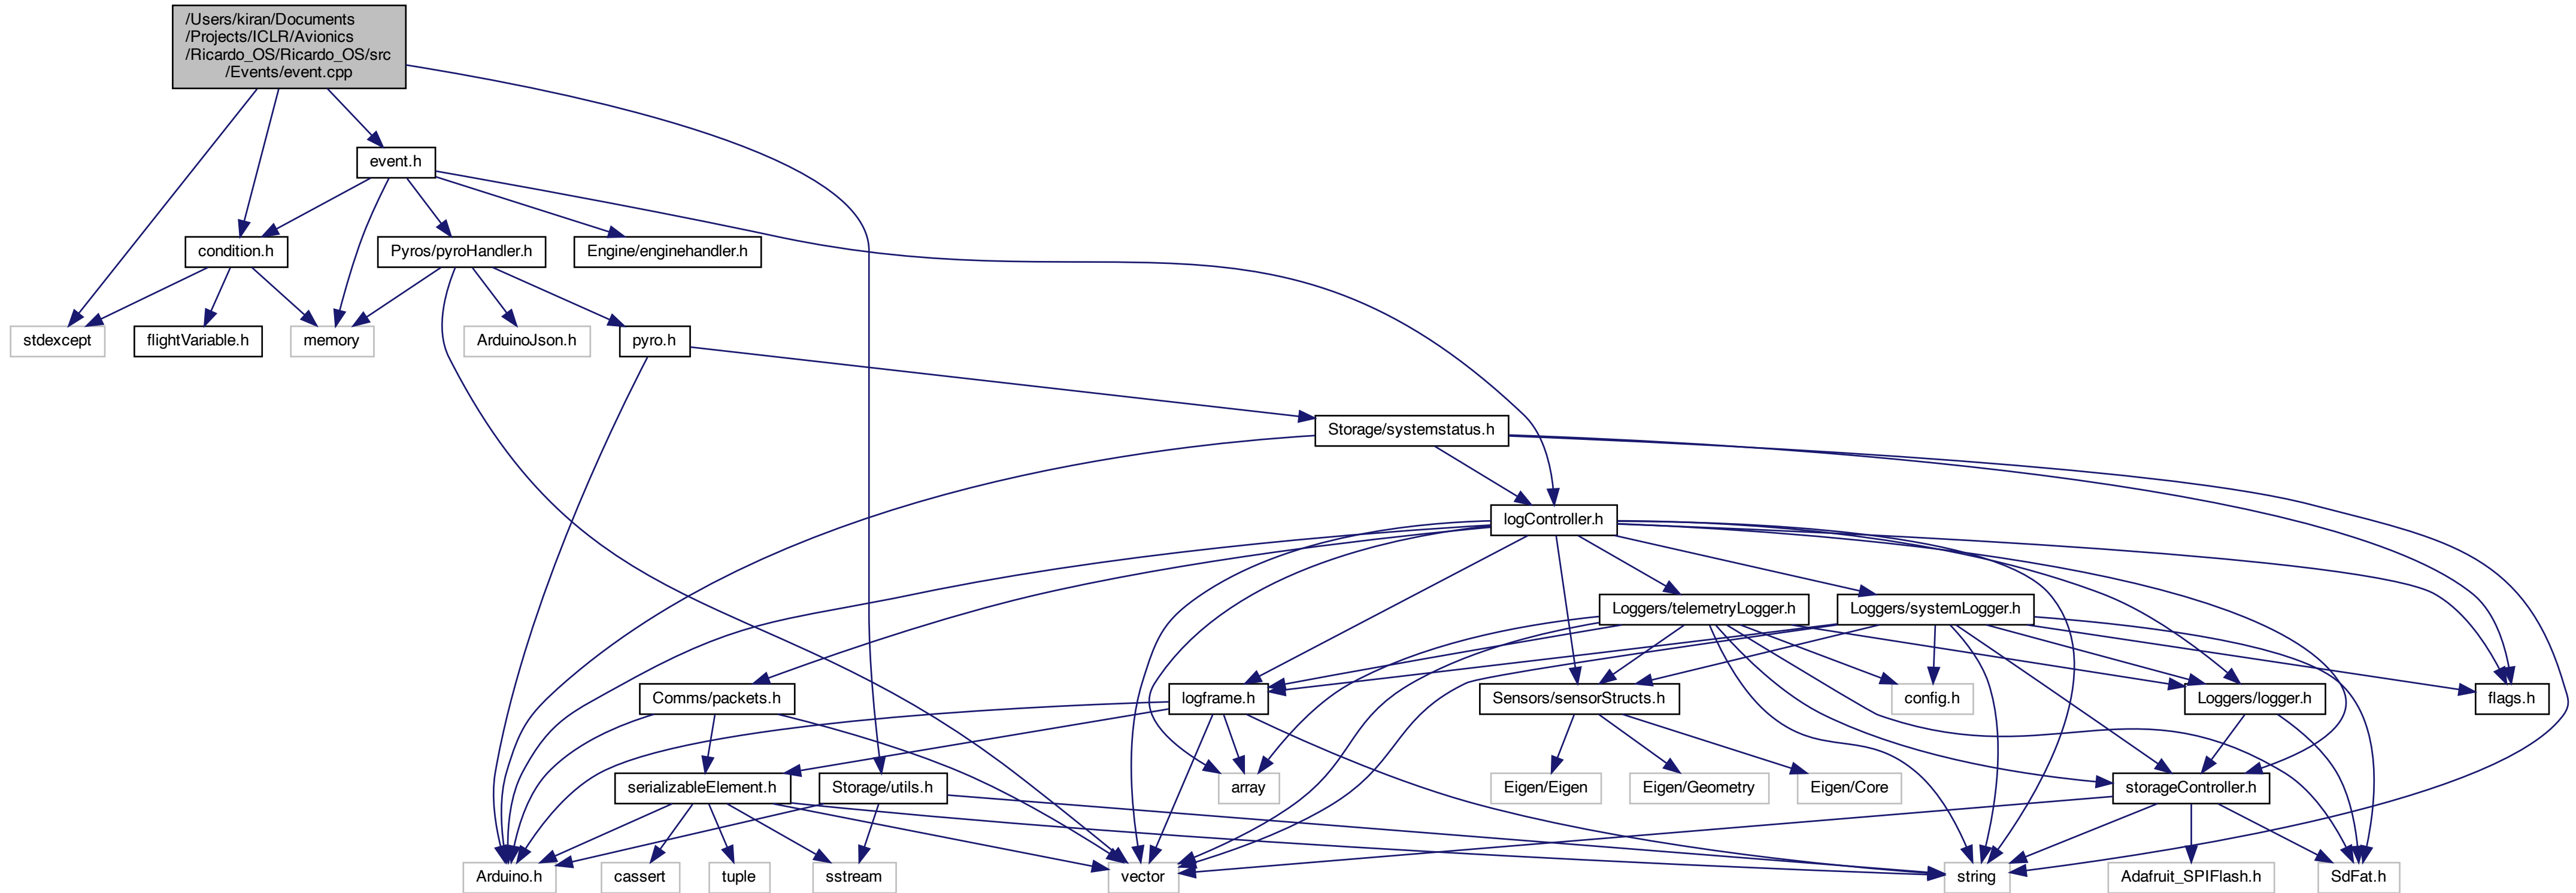 /Users/kiran/Documents
/Projects/ICLR/Avionics
/Ricardo_OS/Ricardo_OS/src
/Events/event.cpp
event.h
condition.h
Pyros/pyroHandler.h
Engine/enginehandler.h
stdexcept
flightVariable.h
memory
ArduinoJson.h
pyro.h
Storage/systemstatus.h
logController.h
Loggers/telemetryLogger.h
Loggers/systemLogger.h
Comms/packets.h
logframe.h
Sensors/sensorStructs.h
config.h
Loggers/logger.h
flags.h
serializableElement.h
Storage/utils.h
array
Eigen/Eigen
Eigen/Geometry
Eigen/Core
storageController.h
Arduino.h
cassert
tuple
sstream
vector
string
Adafruit_SPIFlash.h
SdFat.h